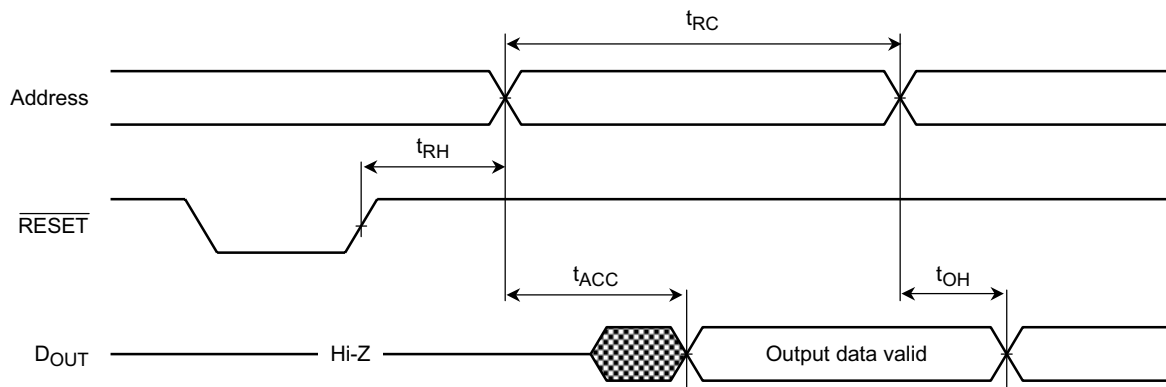 tRC
Address
tRH
RESET
tACC
tOH
DOUT
Hi-Z
Output data valid